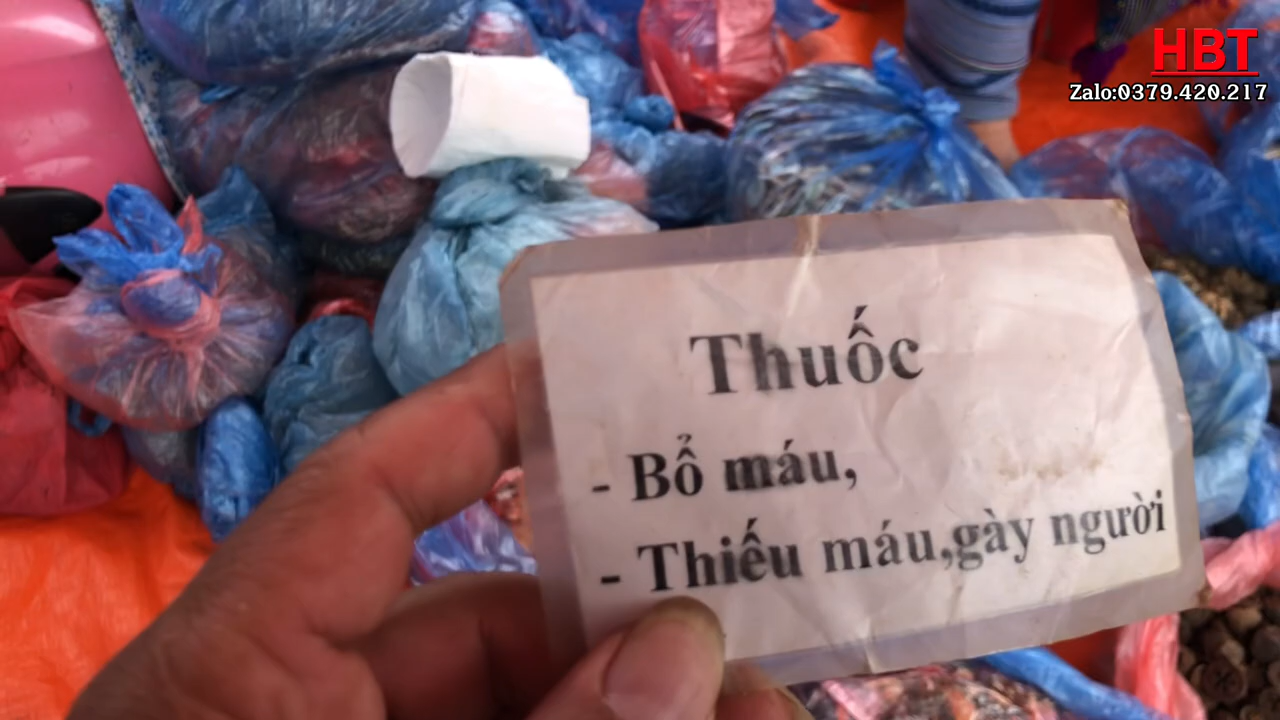 HBT
Zalo:0379.420.217
Thuốc
- Bổ máu,
- Thiếu máu,gày người